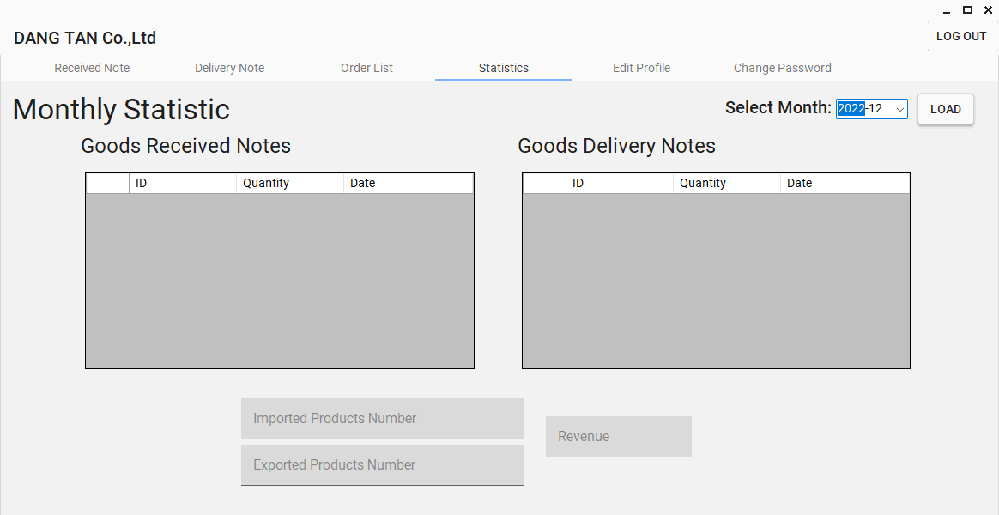 DANG TAN Co.,Ltd
LOG OUT
Received Note Delivery Note Order List Statistics Edit Profile Change Password
Monthly Statistic
Select Month: 2022-12 LOAD
Goods Received Notes Goods Delivery Notes
ID Quantity Date ID Quantity Date
Imported Products Number
Revenue
Exported Products Number